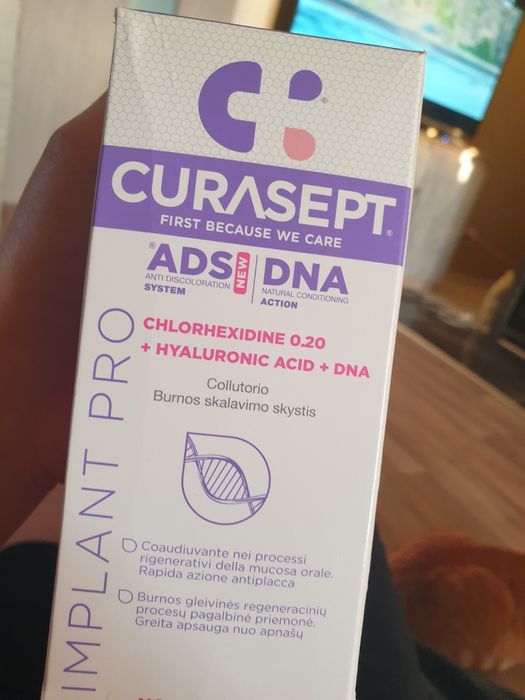 CURASEPT®
FIRST BECAUSE WE CARE
®ADS NEW DNA
ANTI DISCOLORATION NATURAL CONDITIONING
SYSTEM ACTION
CHLORHEXIDINE 0.20
+ HYALURONIC ACID + DNA
Collutorio
Burnos skalavimo skystis
IMPLANT PRO
Coaudiuvante nei processi
rigenerativi della mucosa orale.
Rapida azione antiplacca
Burnos gleivinės regeneracinių
procesų pagalbinė priemonė.
Greita apsauga nuo apnašų